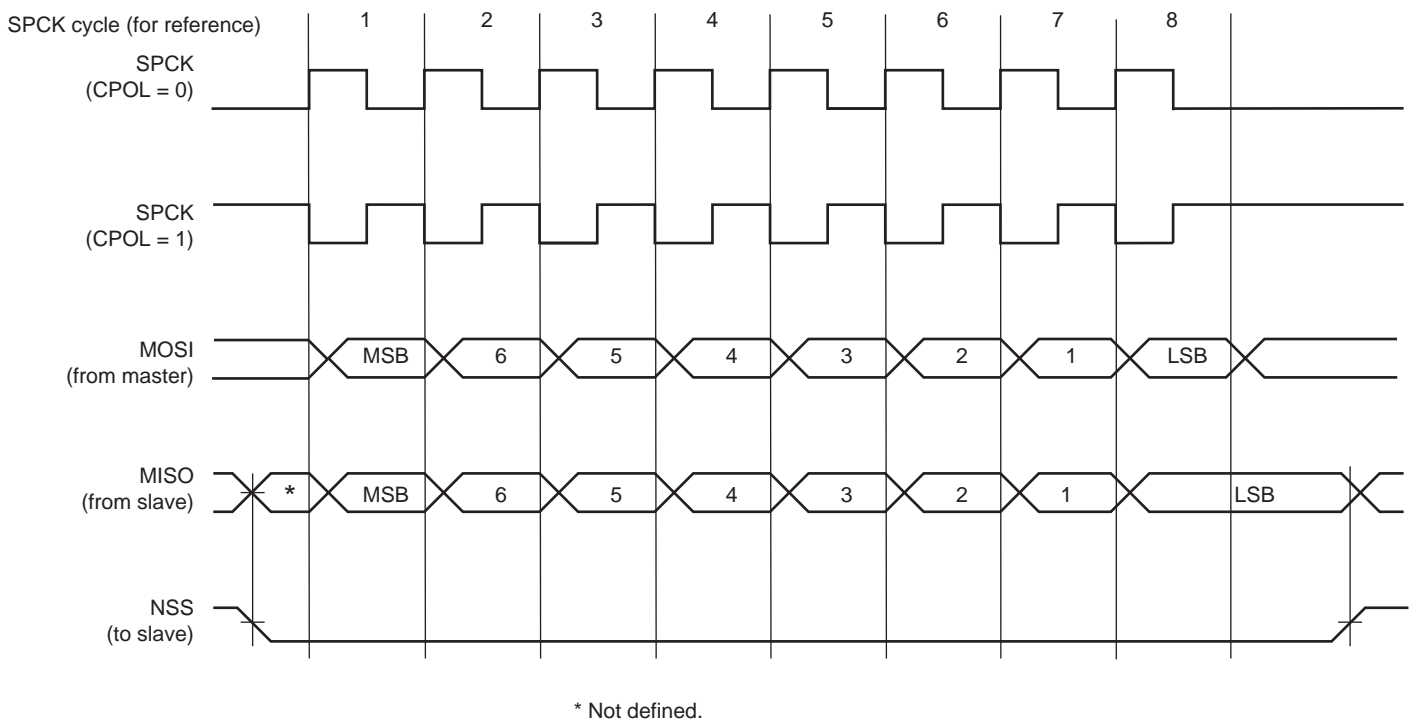 SPCK cycle (for reference)
1 2 3 4 5 6 7 8
SPCK
(CPOL = 0)
SPCK
(CPOL = 1)
MOSI
(from master)
MSB 6 5 4 3 2 1 LSB
MISO
(from slave)
* MSB 6 5 4 3 2 1 LSB
NSS
(to slave)
* Not defined.